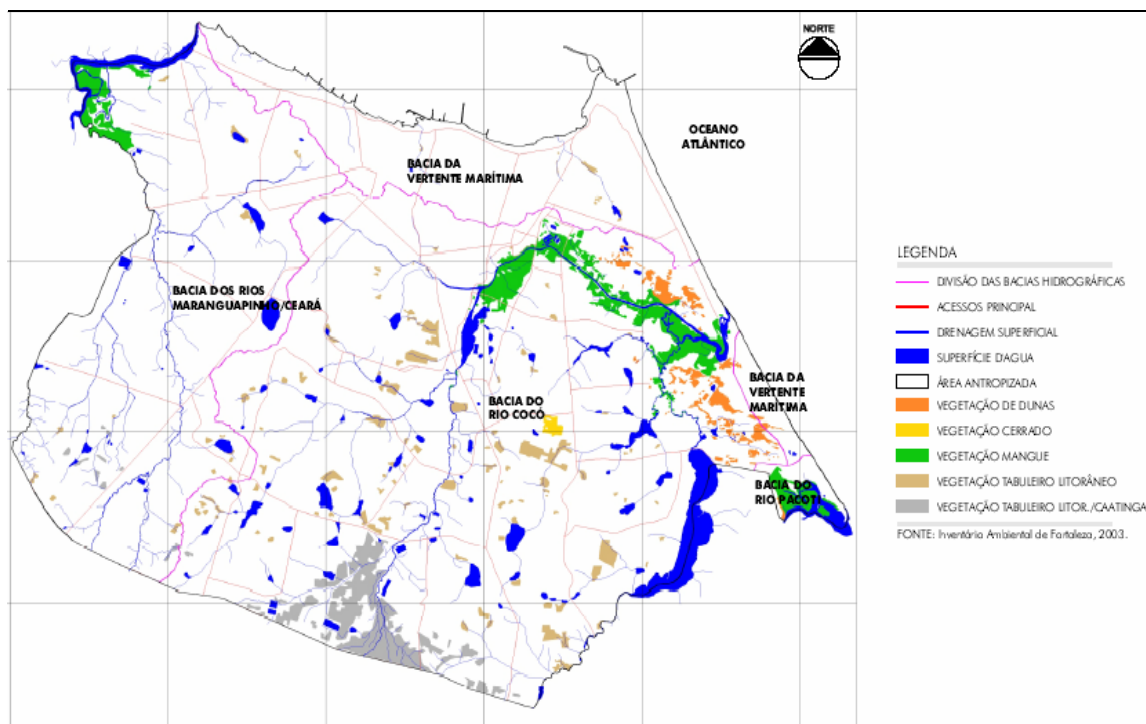 NORTE
OCEANO
ATLÂNTICO
BACIA DA
VERTENTE MARÍTIMA
BACIA DOS RIOS
MARANGUAPINHO/CEARÁ
BACIA DO
RIO COCÓ
BACIA DA
VERTENTE
MARÍTIMA
BACIA DO
RIO PACOTI
LEGENDA
DIVISÃO DAS BACIAS HIDROGRÁFICAS
ACESSOS PRINCIPAL
DRENAGEM SUPERFICIAL
SUPERFÍCIE DAGUA
ÁREA ANTROPIZADA
VEGETAÇÃO DE DUNAS
VEGETAÇÃO CERRADO
VEGETAÇÃO MANGUE
VEGETAÇÃO TABULEIRO LITORÂNEO
VEGETAÇÃO TABULEIRO LITOR./CAATINGA
FONTE: Inventário Ambiental de Fortaleza, 2003.